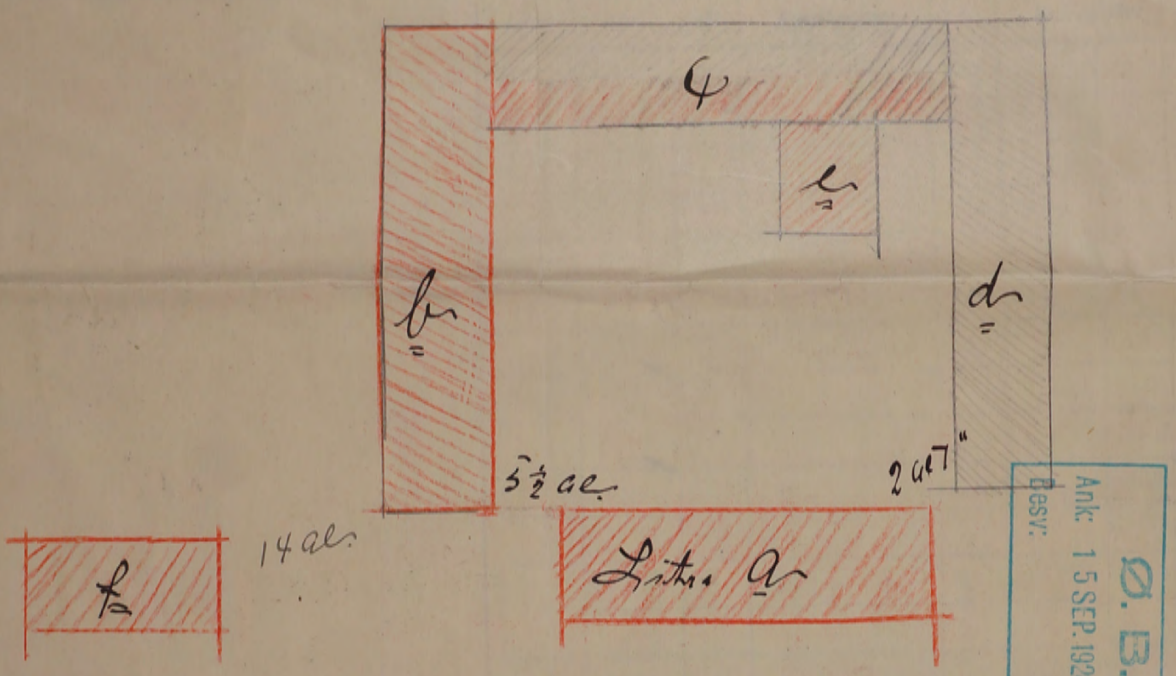 C
e
b
d
5½ al.
2 al 7"
14 al.
f
Litra a
Ø. B.
Ank: 15 SEP. 192
Besv: